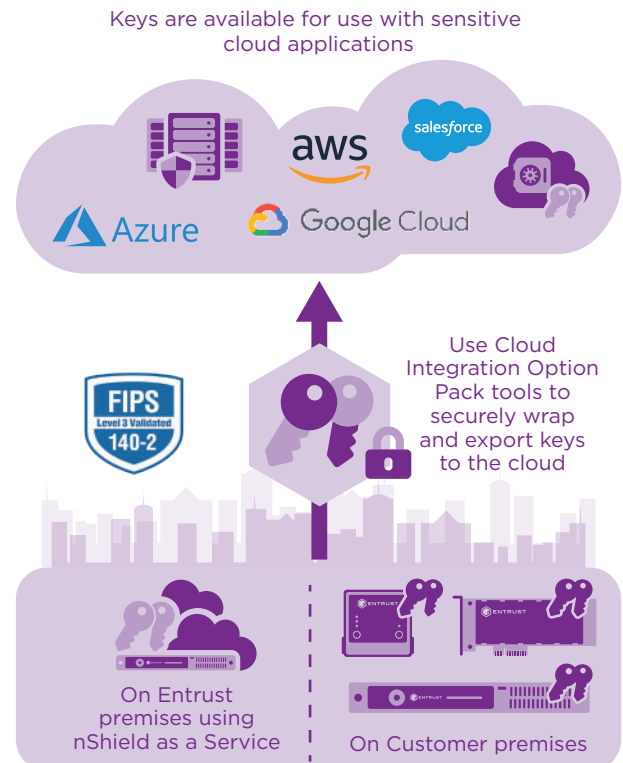 Keys are available for use with sensitive
cloud applications
aws
salesforce
Azure
Google Cloud
Use Cloud
Integration Option
Pack tools to
securely wrap
and export keys
to the cloud
FIPS
Level 3 Validated
140-2
ENTRUST
ENTRUST
ENTRUST
On Entrust
premises using
nShield as a Service
On Customer premises